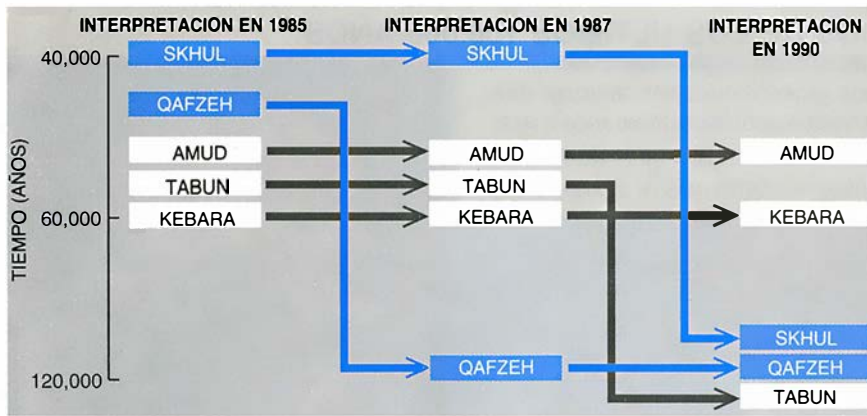 INTERPRETACION EN 1985
INTERPRETACION EN 1987
INTERPRETACION
EN 1990
TIEMPO (AÑOS)
40,000
60,000
120,000
SKHUL
QAFZEH
AMUD
TABUN
KEBARA
SKHUL
AMUD
TABUN
KEBARA
QAFZEH
AMUD
KEBARA
SKHUL
QAFZEH
TABUN